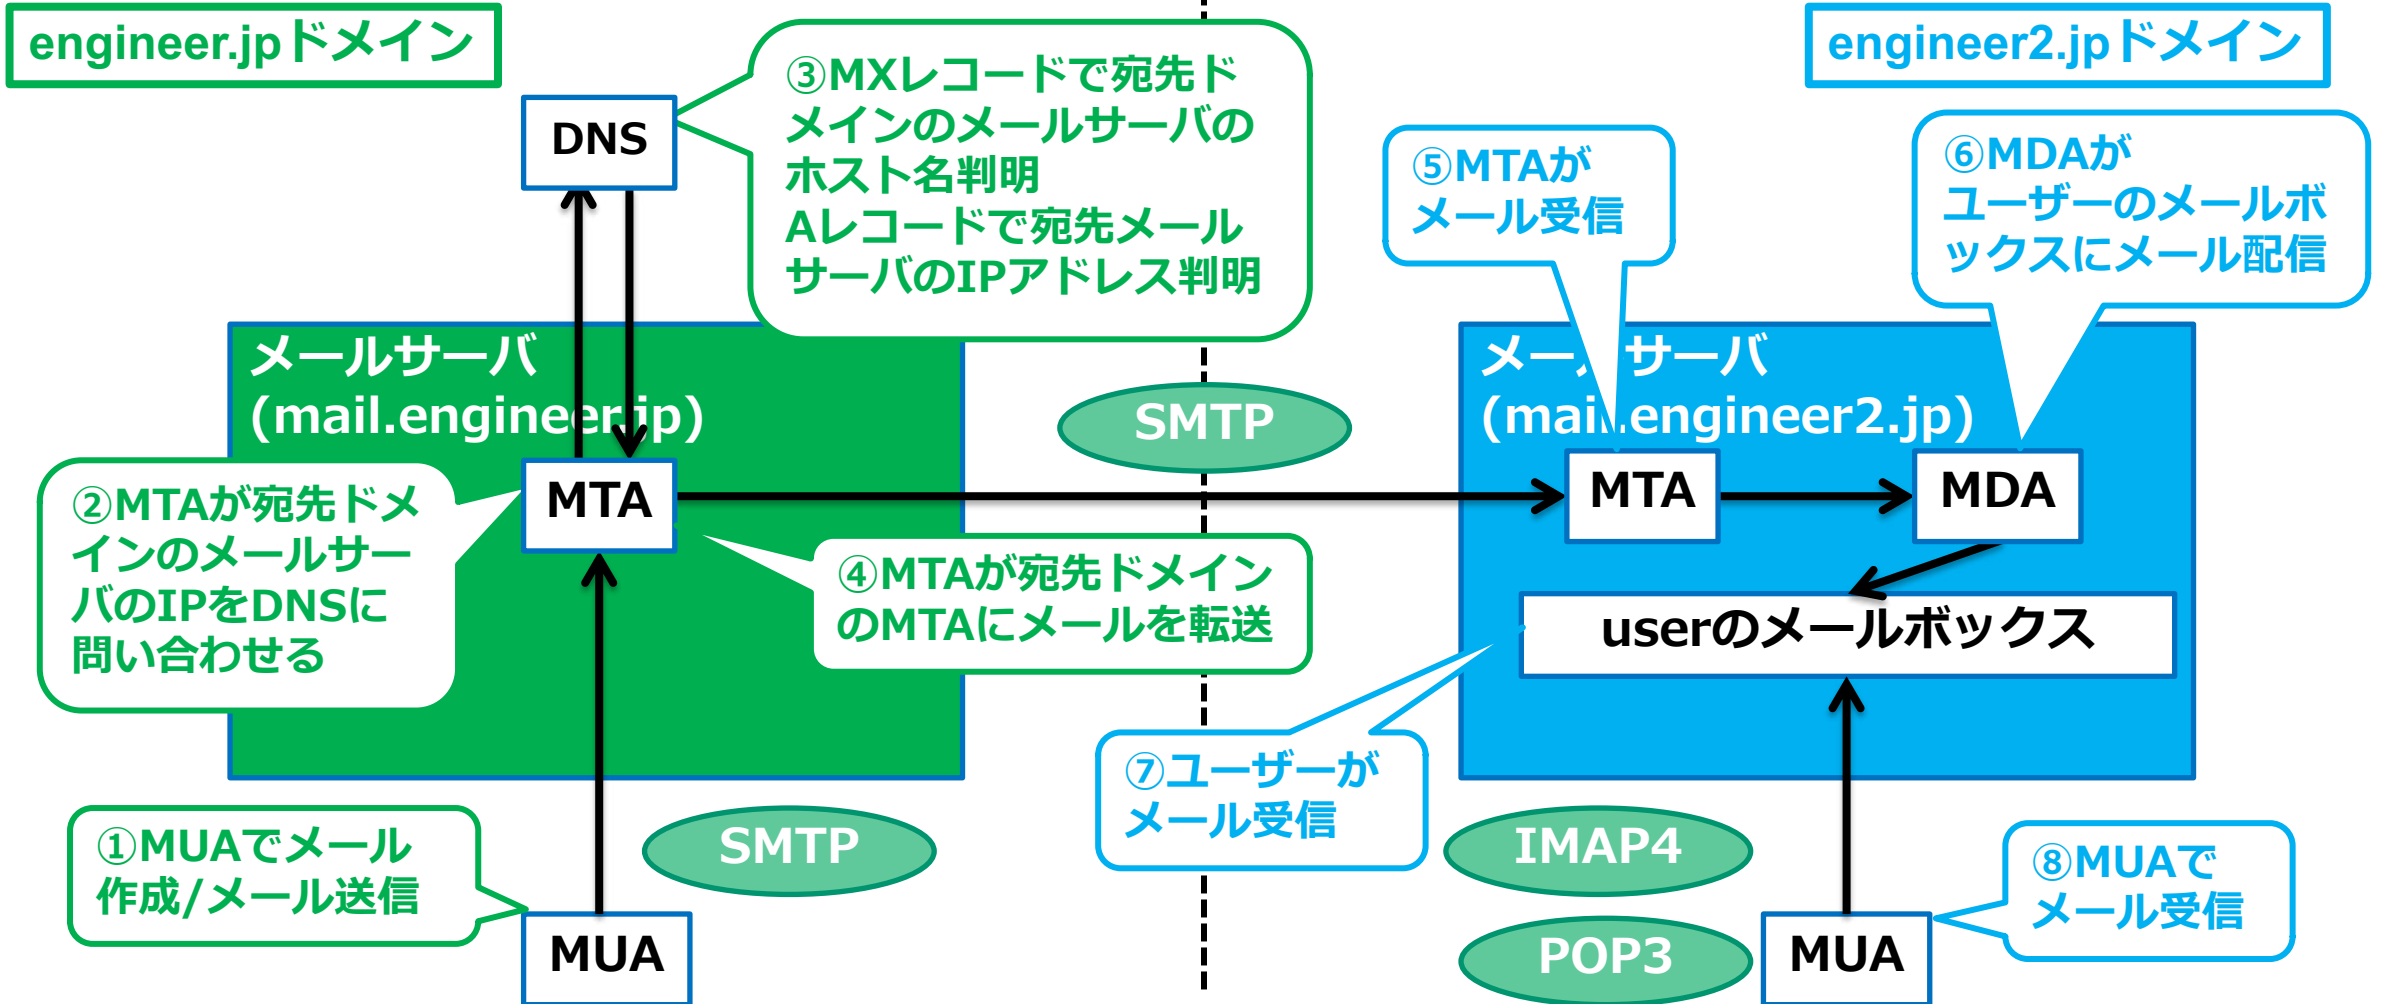 engineer.jpドメイン
engineer2.jpドメイン
DNS
③MXレコードで宛先ド
メインのメールサーバの
ホスト名判明
Aレコードで宛先メール
サーバのIPアドレス判明
⑤MTAが
メール受信
⑥MDAが
ユーザーのメールボ
ックスにメール配信
メールサーバ
(mail.engineer.jp)
SMTP
メールサーバ
(mail.engineer2.jp)
②MTAが宛先ドメ
インのメールサー
バのIPをDNSに
問い合わせる
MTA
④MTAが宛先ドメイン
のMTAにメールを転送
MTA
MDA
userのメールボックス
⑦ユーザーが
メール受信
①MUAでメール
作成/メール送信
SMTP
MUA
IMAP4
POP3
MUA
⑧MUAで
メール受信